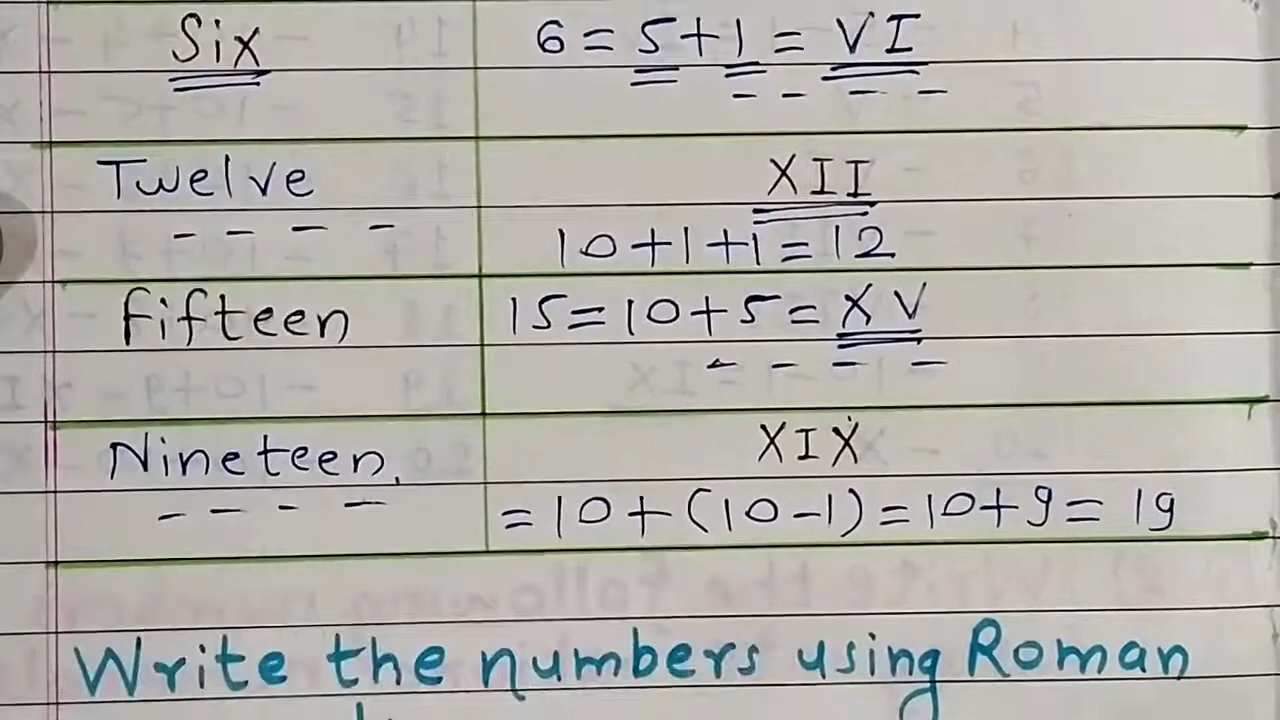 Six 6 = 5+1 = VI
Twelve XII
10+1+1=12
Fifteen 15=10+5= XV
Nineteen. XIX
=10+(10-1)=10+9= 19
Write the numbers using Roman